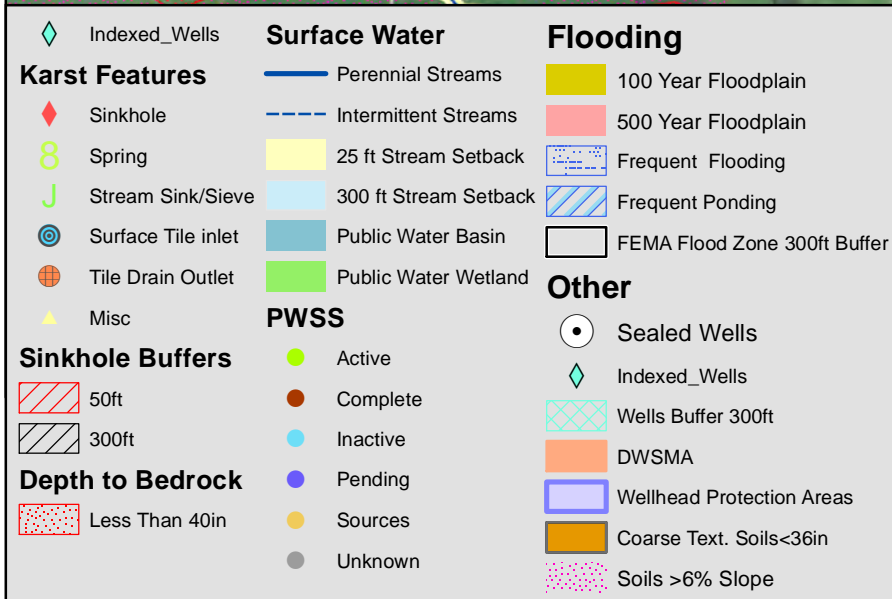 Indexed_Wells
Karst Features
Sinkhole
8 Spring
J Stream Sink/Sieve
Surface Tile inlet
Tile Drain Outlet
Misc
Sinkhole Buffers
50ft
300ft
Depth to Bedrock
Less Than 40in
Surface Water
Perennial Streams
Intermittent Streams
25 ft Stream Setback
300 ft Stream Setback
Public Water Basin
Public Water Wetland
PWSS
Active
Complete
Inactive
Pending
Sources
Unknown
Flooding
100 Year Floodplain
500 Year Floodplain
Frequent Flooding
Frequent Ponding
FEMA Flood Zone 300ft Buffer
Other
Sealed Wells
Indexed_Wells
Wells Buffer 300ft
DWSMA
Wellhead Protection Areas
Coarse Text. Soils<36in
Soils >6% Slope